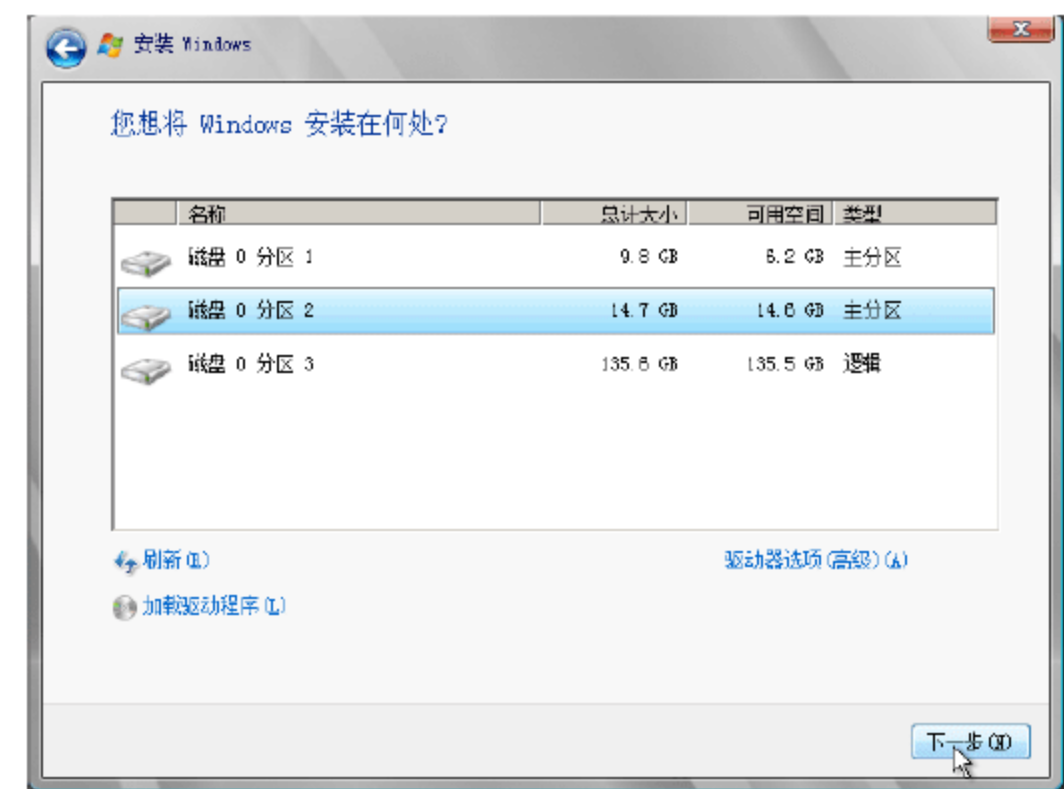 安装 Windows
您想将 Windows 安装在何处?
名称 总计大小 可用空间 类型
磁盘 0 分区 1 9.8 GB 6.2 GB 主分区
磁盘 0 分区 2 14.7 GB 14.6 GB 主分区
磁盘 0 分区 3 135.6 GB 135.5 GB 逻辑
刷新(R)
驱动器选项(高级)(A)
加载驱动程序(L)
下一步(N)